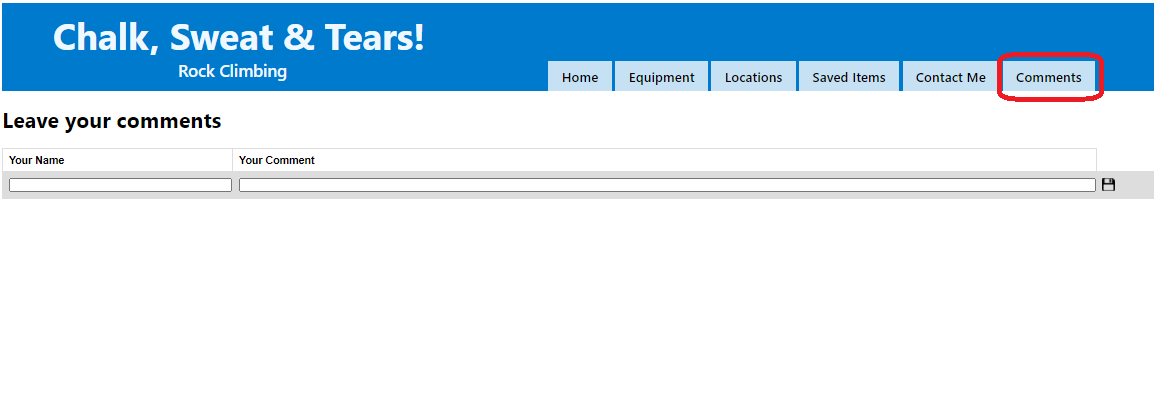 Chalk, Sweat & Tears!
Rock Climbing
Home Equipment Locations Saved Items Contact Me Comments
Leave your comments
Your Name Your Comment